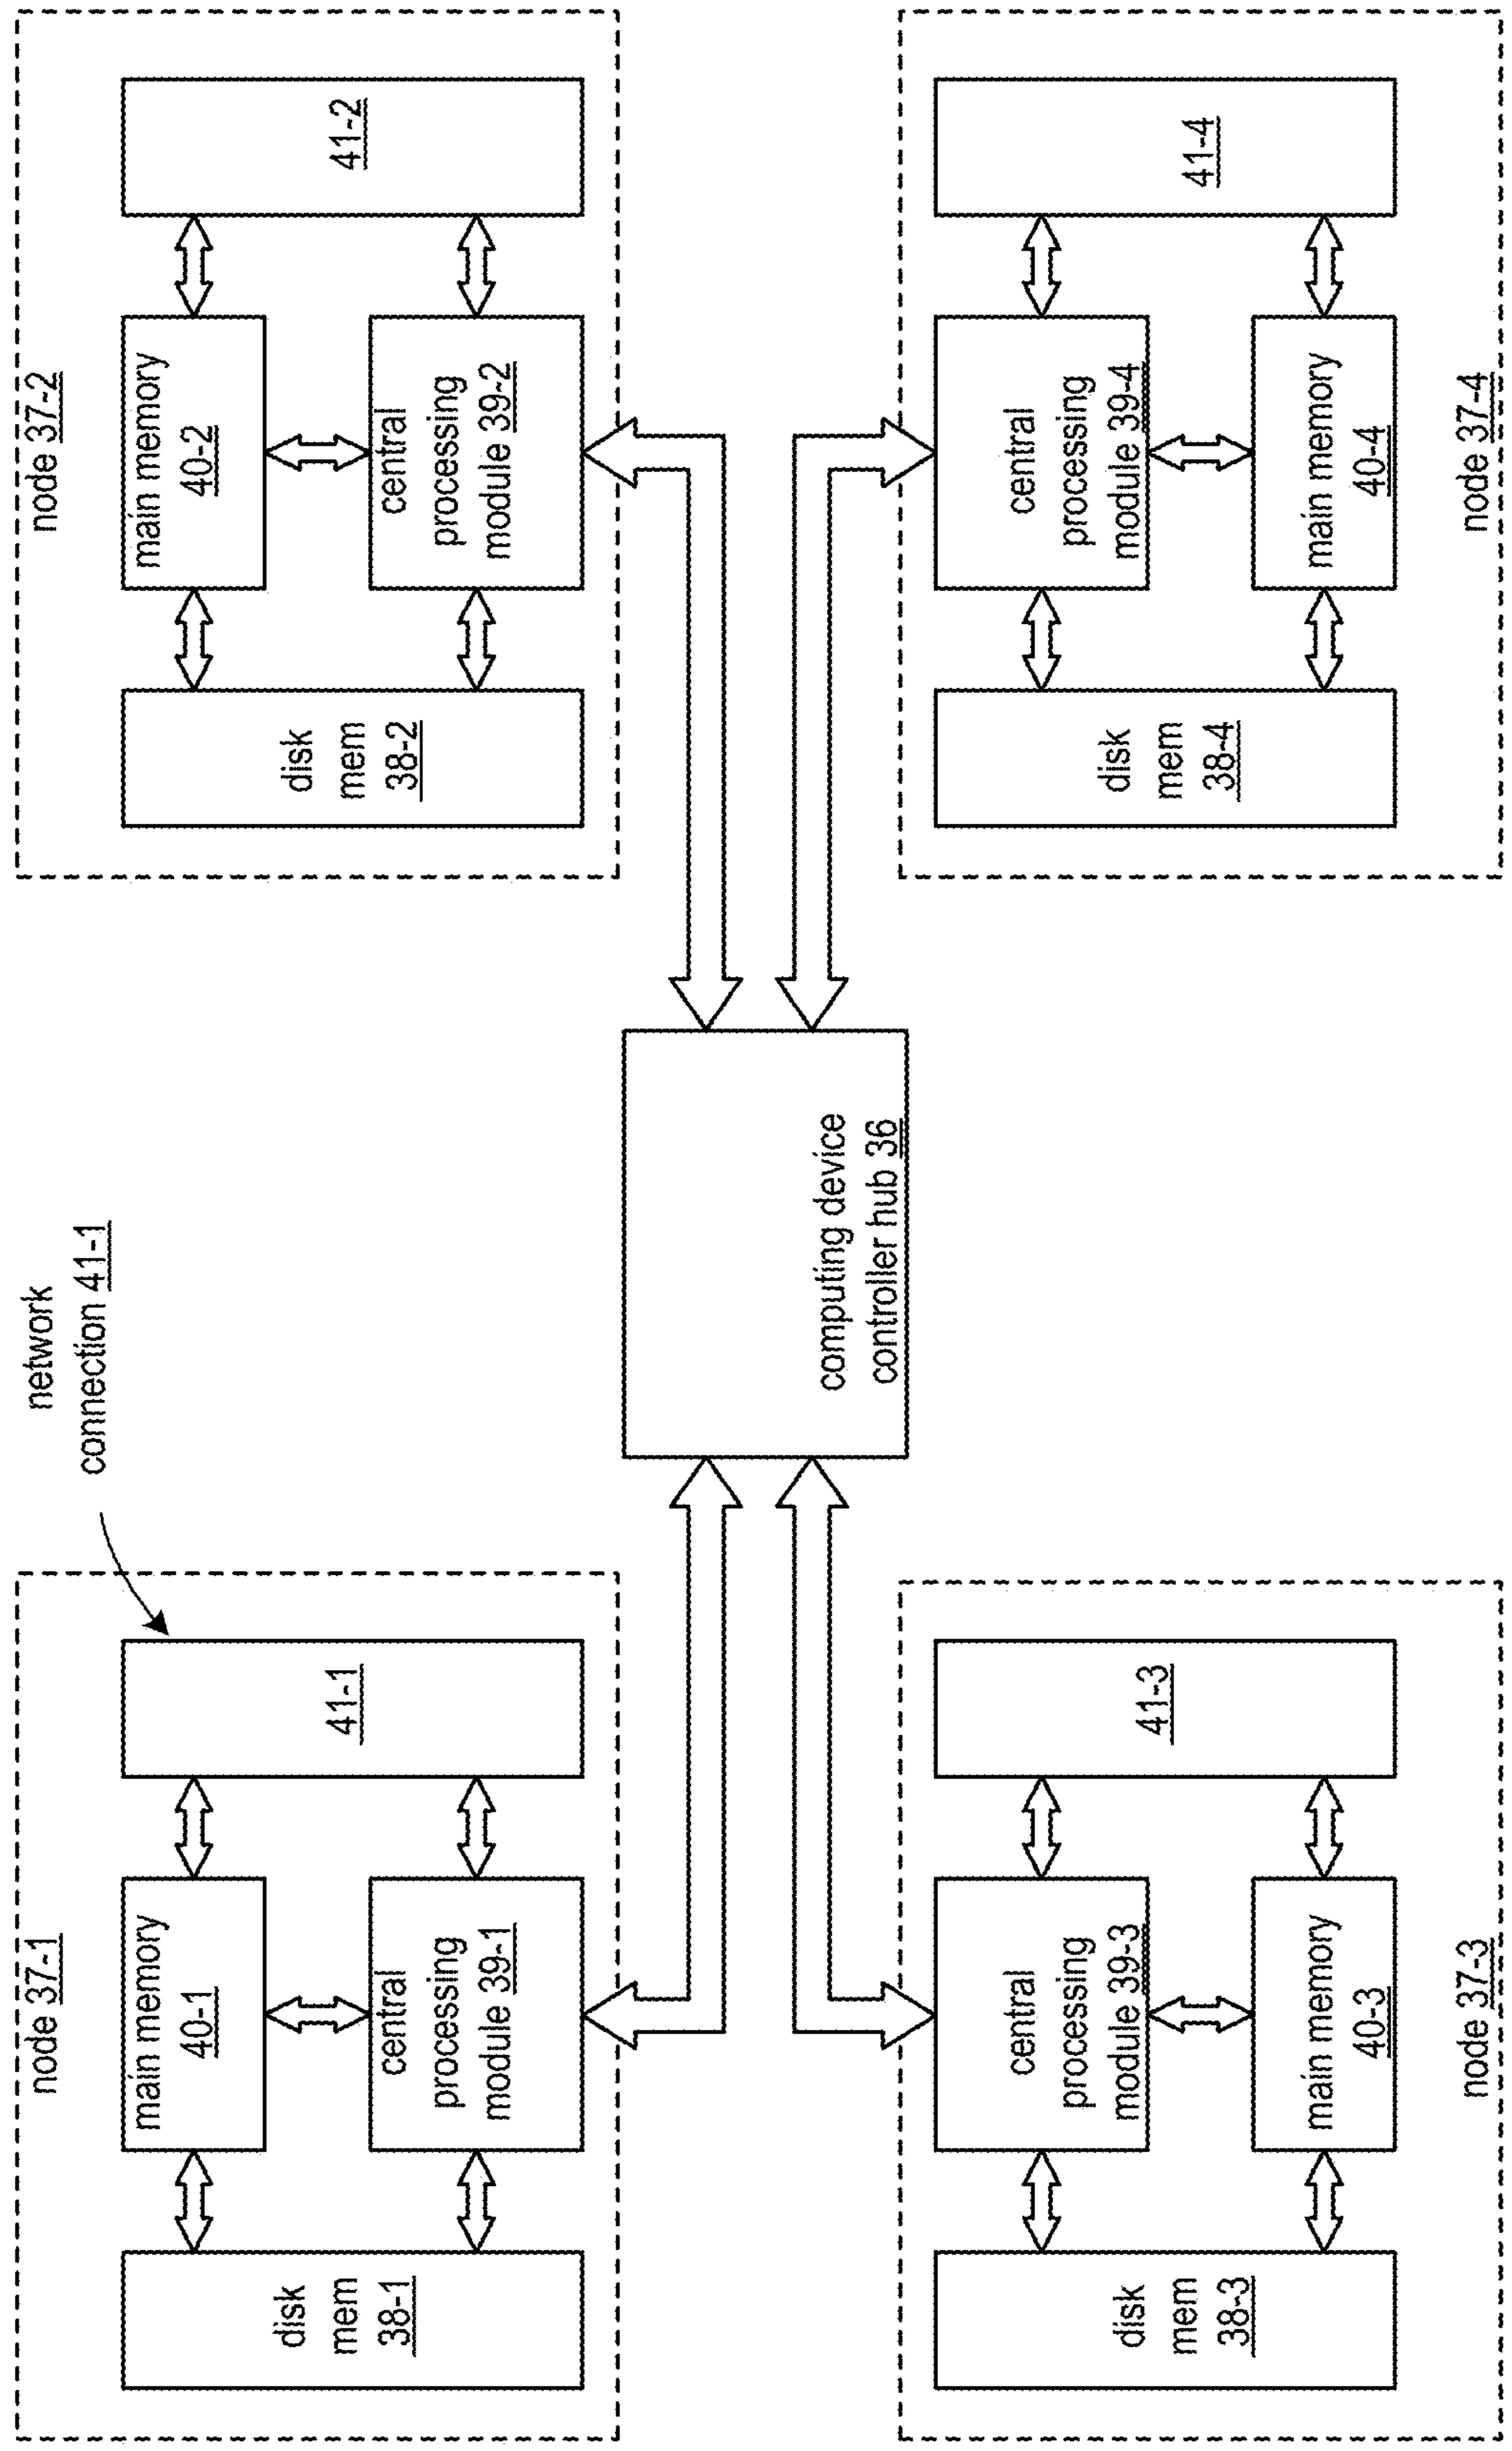 node 37-1
main memory
40-1
disk
mem
38-1
central
processing
module 39-1
41-1
network
connection 41-1
node 37-2
main memory
40-2
disk
mem
38-2
central
processing
module 39-2
41-2
computing device
controller hub 36
disk
mem
38-3
central
processing
module 39-3
main memory
40-3
41-3
node 37-3
disk
mem
38-4
central
processing
module 39-4
main memory
40-4
41-4
node 37-4